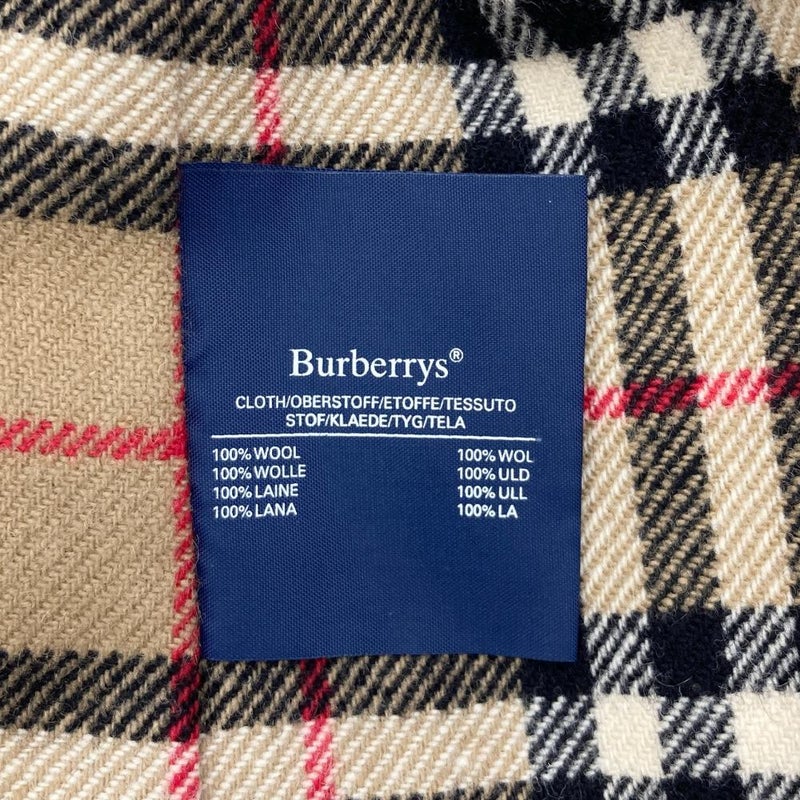 Burberrys®
CLOTH/OBERSTOFF/ETOFFE/TESSUTO
STOF/KLAEDE/TYG/TELA
100% WOOL 100% WOL
100% WOLLE 100% ULD
100% LAINE 100% ULL
100% LANA 100% LA